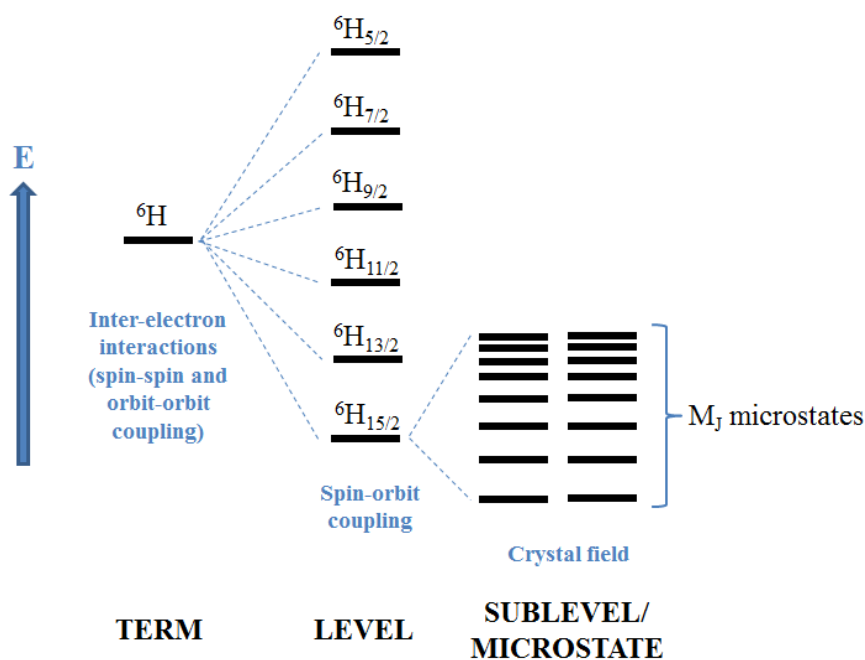 ⁶H₅/₂
⁶H₇/₂
E
⁶H₉/₂
⁶H
⁶H₁₁/₂
Inter-electron
interactions
(spin-spin and
orbit-orbit
coupling)
⁶H₁₃/₂
⁶H₁₅/₂
M_J microstates
Spin-orbit
coupling
Crystal field
TERM
LEVEL
SUBLEVEL/
MICROSTATE